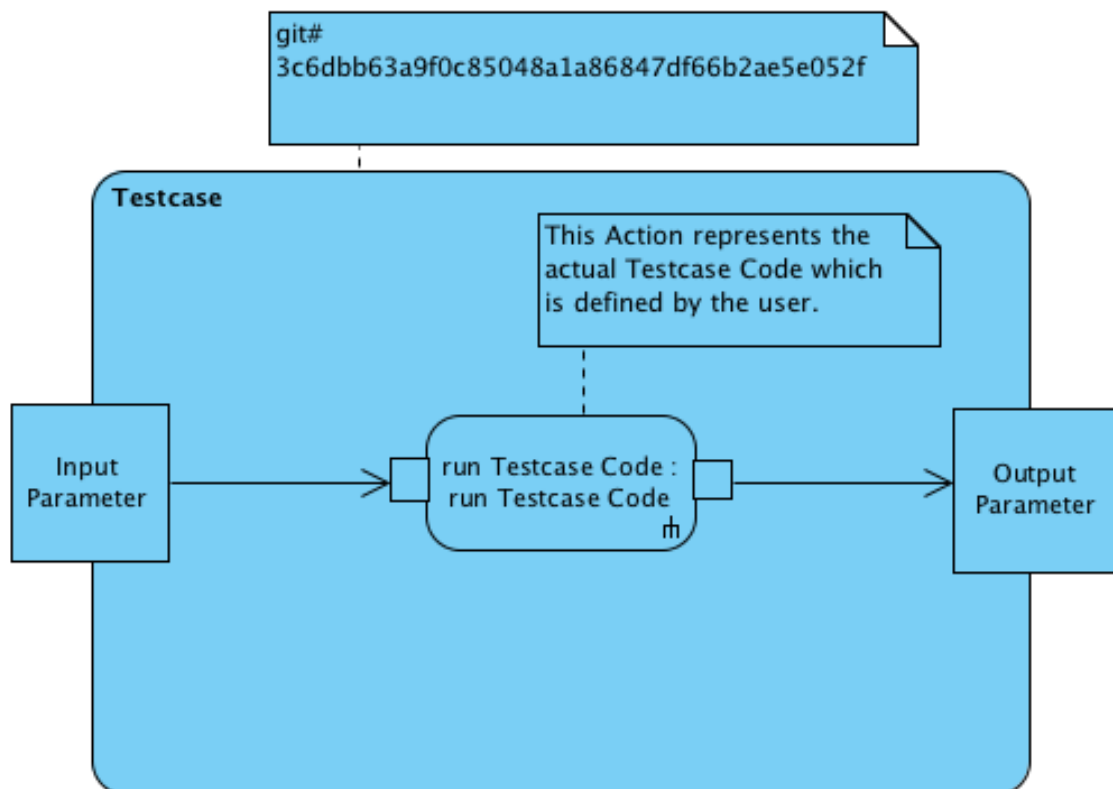 git#
3c6dbb63a9f0c85048a1a86847df66b2ae5e052f
Testcase
This Action represents the
actual Testcase Code which
is defined by the user.
Input
Parameter
run Testcase Code :
run Testcase Code
Output
Parameter